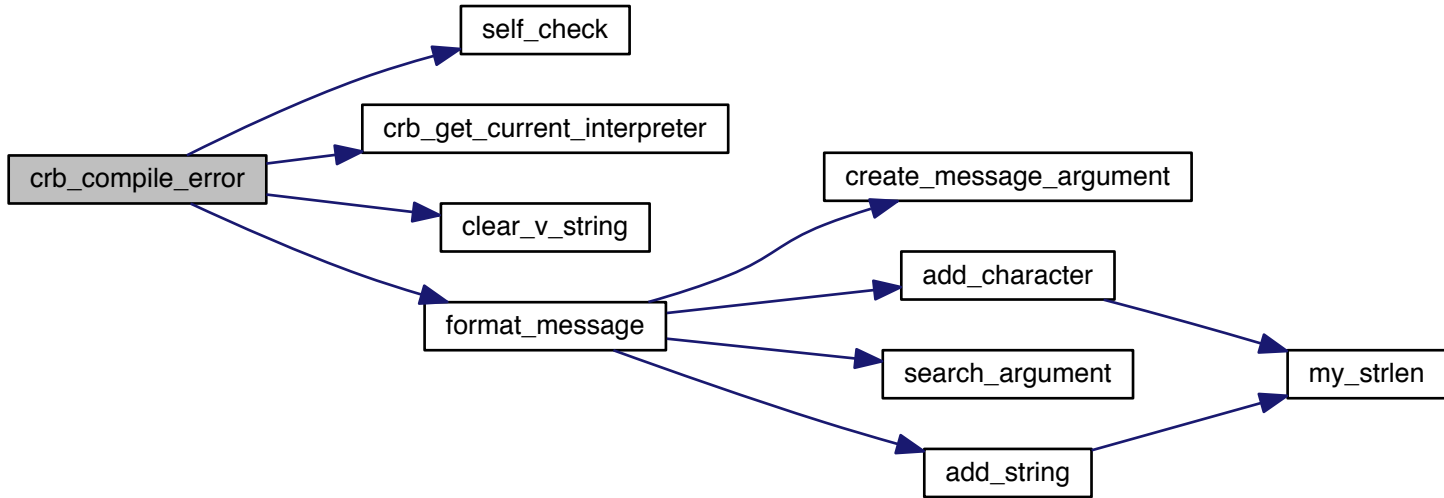 self_check
crb_get_current_interpreter
crb_compile_error
create_message_argument
clear_v_string
add_character
format_message
search_argument
my_strlen
add_string